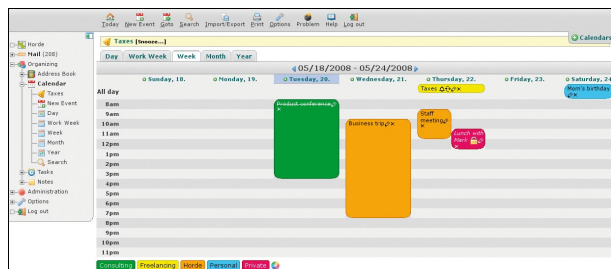 Today New Event Goto Search Import/Export Print Options Problem Help Log out
Taxes [Snooze...]
Calendars
Horde
Mail (208)
Organizing
Address Book
Calendar
Taxes
New Event
Day
Work Week
Week
Month
Year
Search
Tasks
Notes
Administration
Options
Log out
Day Work Week Week Month Year
05/18/2008 - 05/24/2008
Sunday, 18. Monday, 19. Tuesday, 20. Wednesday, 21. Thursday, 22. Friday, 23. Saturday, 24
All day
Taxes
Mom's birthday
8am
Product conference
9am
Staff meeting
10am
Business trip
11am
Lunch with Mark
12pm
1pm
2pm
3pm
4pm
5pm
6pm
7pm
8pm
9pm
10pm
11pm
Consulting Freelancing Horde Personal Private